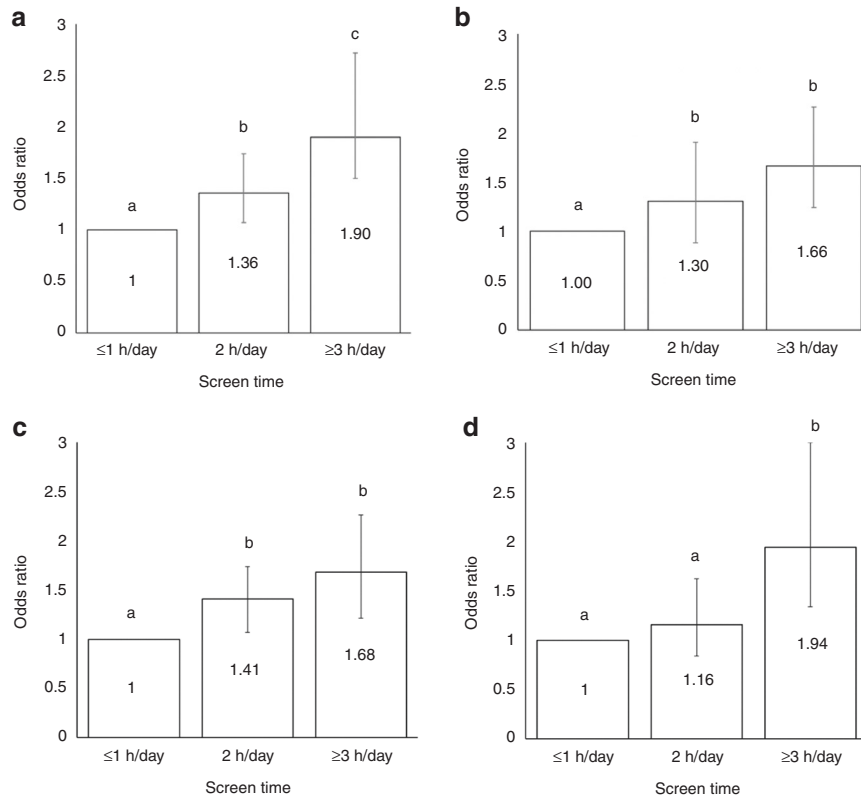 a
3
c
2.5
b
2
1.5
a
1
0.5
0
1
1.36
1.90
≤1 h/day 2 h/day ≥3 h/day
Screen time
Odds ratio
b
3
b
b
2.5
2
1.5
a
1
0.5
0
1.00
1.30
1.66
≤1 h/day 2 h/day ≥3 h/day
Screen time
Odds ratio
c
3
b
2.5
b
2
1.5
a
1
0.5
0
1
1.41
1.68
≤1 h/day 2 h/day ≥3 h/day
Screen time
Odds ratio
d
b
3
2.5
2
a
1.5
a
1
0.5
0
1
1.16
1.94
≤1 h/day 2 h/day ≥3 h/day
Screen time
Odds ratio